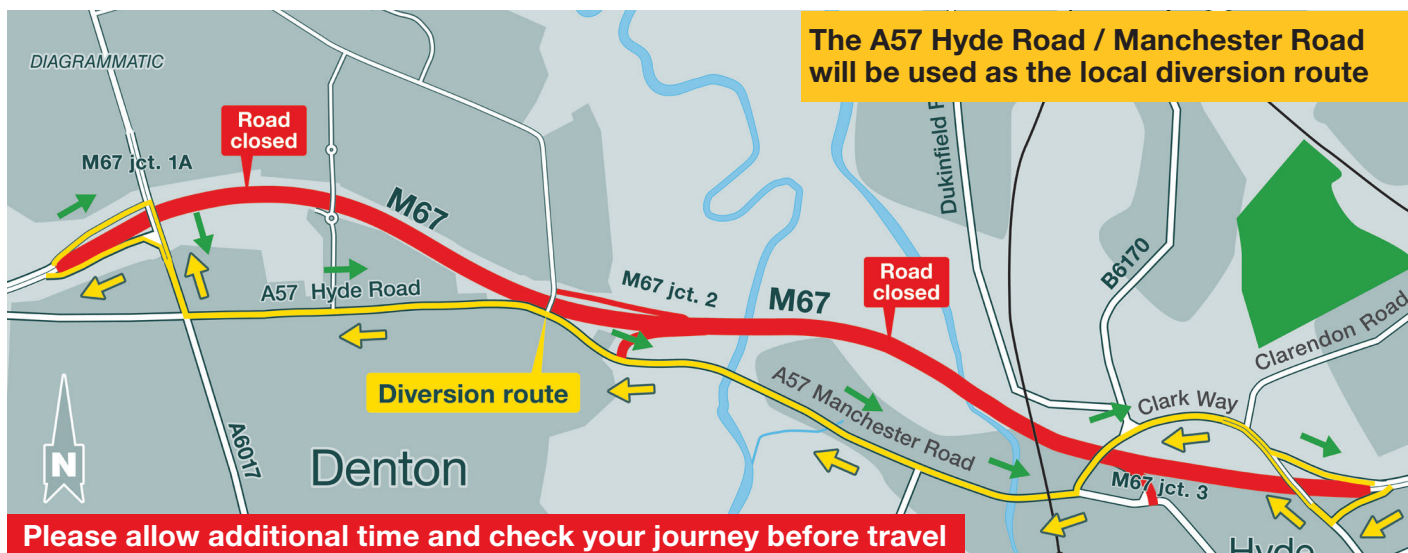 The A57 Hyde Road / Manchester Road
will be used as the local diversion route
DIAGRAMMATIC
Road
closed
M67 jct. 1A
M67
Dukinfield
M67 jct. 2
M67
Road
closed
B6170
A57 Hyde Road
Clarendon Road
Diversion route
A57 Manchester Road
Clark Way
A6017
N
Denton
M67 jct. 3
Hyde
Please allow additional time and check your journey before travel